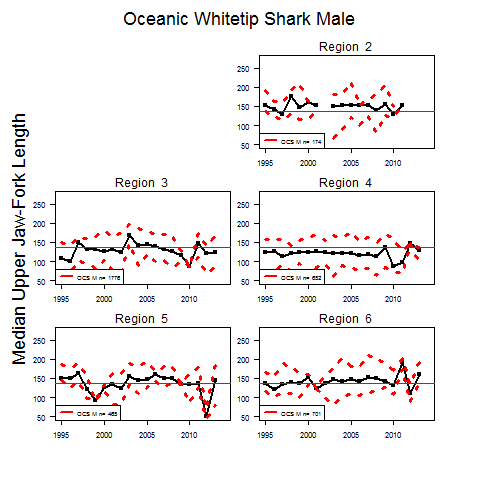 Oceanic Whitetip Shark Male
Median Upper Jaw-Fork Length
Region 2
250
200
150
100
50
OCS M n= 174
1995 2000 2005 2010
Region 3
250
200
150
100
50
OCS M n= 1776
1995 2000 2005 2010
Region 4
250
200
150
100
50
OCS M n= 652
1995 2000 2005 2010
Region 5
250
200
150
100
50
OCS M n= 465
1995 2000 2005 2010
Region 6
250
200
150
100
50
OCS M n= 701
1995 2000 2005 2010